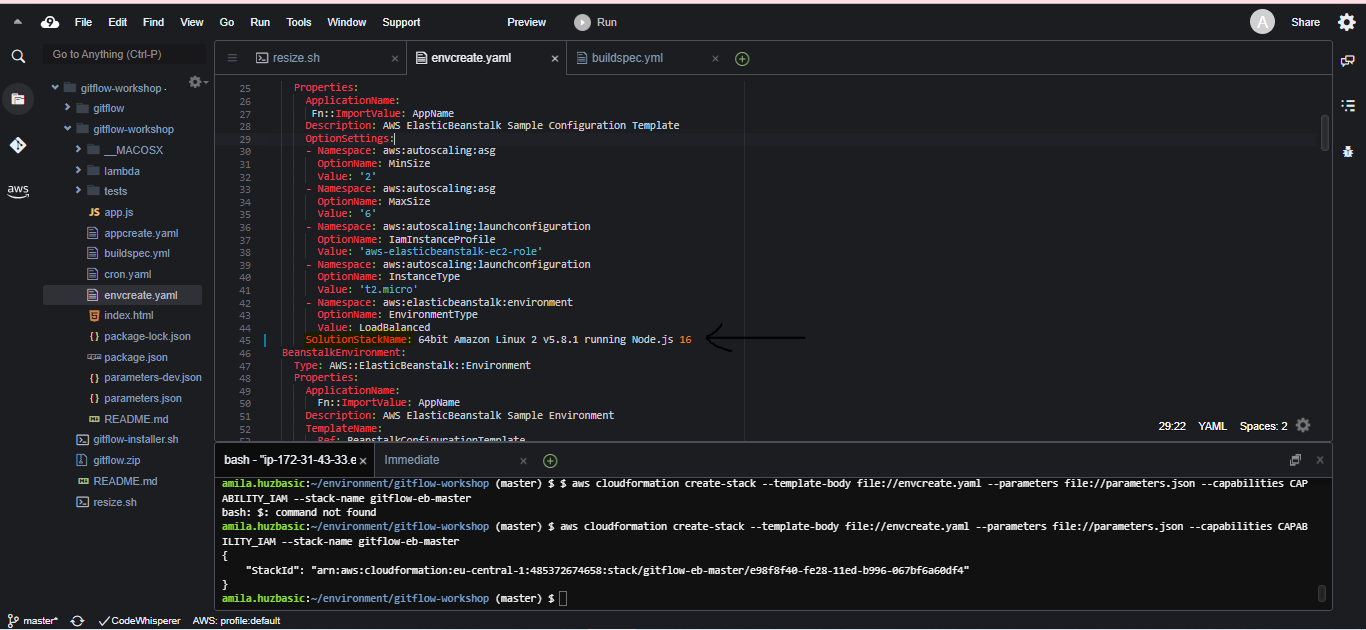 File Edit Find View Go Run Tools Window Support Preview Run A Share
Go to Anything (Ctrl-P)
resize.sh
envcreate.yaml
buildspec.yml
gitflow-workshop -
gitflow
gitflow-workshop
__MACOSX
lambda
tests
JS app.js
appcreate.yaml
buildspec.yml
cron.yaml
envcreate.yaml
index.html
package-lock.json
package.json
parameters-dev.json
parameters.json
README.md
gitflow-installer.sh
gitflow.zip
README.md
resize.sh
aws
25 Properties:
26 ApplicationName:
27 Fn::ImportValue: AppName
28 Description: AWS ElasticBeanstalk Sample Configuration Template
29 OptionSettings:
30 - Namespace: aws:autoscaling:asg
31 OptionName: MinSize
32 Value: '2'
33 - Namespace: aws:autoscaling:asg
34 OptionName: MaxSize
35 Value: '6'
36 - Namespace: aws:autoscaling:launchconfiguration
37 OptionName: IamInstanceProfile
38 Value: 'aws-elasticbeanstalk-ec2-role'
39 - Namespace: aws:autoscaling:launchconfiguration
40 OptionName: InstanceType
41 Value: 't2.micro'
42 - Namespace: aws:elasticbeanstalk:environment
43 OptionName: EnvironmentType
44 Value: LoadBalanced
45 SolutionStackName: 64bit Amazon Linux 2 v5.8.1 running Node.js 16
46 BeanstalkEnvironment:
47 Type: AWS::ElasticBeanstalk::Environment
48 Properties:
49 ApplicationName:
50 Fn::ImportValue: AppName
51 Description: AWS ElasticBeanstalk Sample Environment
52 TemplateName:
53 Ref: BeanstalkConfigurationTemplate
29:22 YAML Spaces: 2
bash - "ip-172-31-43-33.e
Immediate
amila.huzbasic:~/environment/gitflow-workshop (master) $ $ aws cloudformation create-stack --template-body file://envcreate.yaml --parameters file://parameters.json --capabilities CAP
ABILITY_IAM --stack-name gitflow-eb-master
bash: $: command not found
amila.huzbasic:~/environment/gitflow-workshop (master) $ aws cloudformation create-stack --template-body file://envcreate.yaml --parameters file://parameters.json --capabilities CAPAB
ILITY_IAM --stack-name gitflow-eb-master
{
"StackId": "arn:aws:cloudformation:eu-central-1:485372674658:stack/gitflow-eb-master/e98f8f40-fe28-11ed-b996-067bf6a60df4"
}
amila.huzbasic:~/environment/gitflow-workshop (master) $
master* CodeWhisperer AWS: profile:default